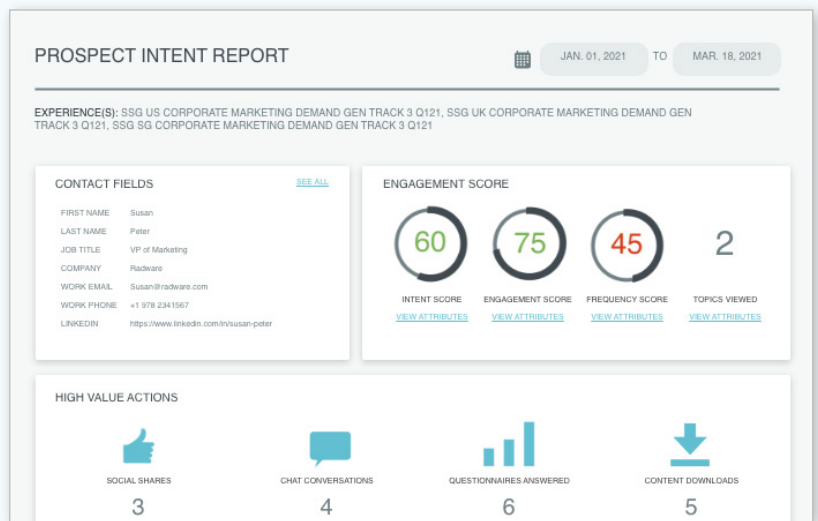 PROSPECT INTENT REPORT
JAN. 01, 2021 TO MAR. 18, 2021
EXPERIENCE(S): SSG US CORPORATE MARKETING DEMAND GEN TRACK 3 Q121, SSG UK CORPORATE MARKETING DEMAND GEN
TRACK 3 Q121, SSG SG CORPORATE MARKETING DEMAND GEN TRACK 3 Q121
CONTACT FIELDS
SEE ALL
FIRST NAME Susan
LAST NAME Peter
JOB TITLE VP of Marketing
COMPANY Radware
WORK EMAIL Susan@radware.com
WORK PHONE +1 978 2341567
LINKEDIN https://www.linkedin.com/in/susan-peter
ENGAGEMENT SCORE
60 75 45 2
INTENT SCORE ENGAGEMENT SCORE FREQUENCY SCORE TOPICS VIEWED
VIEW ATTRIBUTES VIEW ATTRIBUTES VIEW ATTRIBUTES VIEW ATTRIBUTES
HIGH VALUE ACTIONS
SOCIAL SHARES CHAT CONVERSATIONS QUESTIONNAIRES ANSWERED CONTENT DOWNLOADS
3 4 6 5